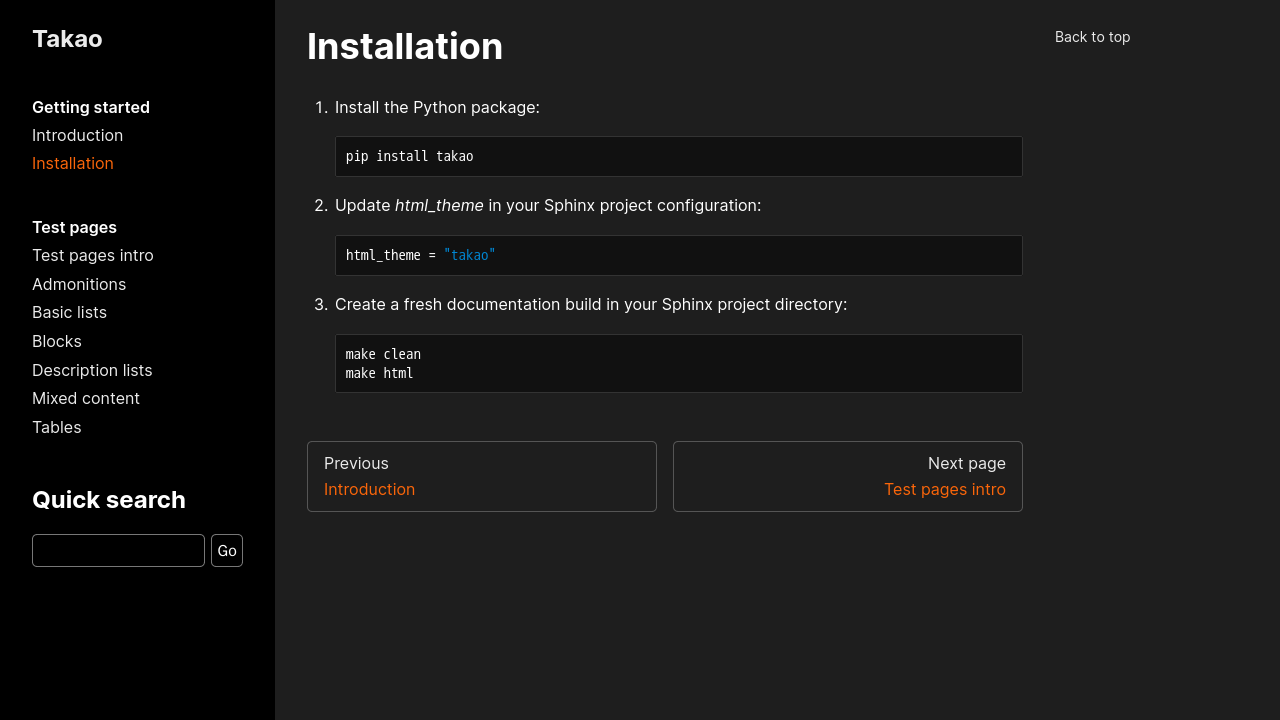 Takao
Getting started
Introduction
Installation
Test pages
Test pages intro
Admonitions
Basic lists
Blocks
Description lists
Mixed content
Tables
Quick search
Go
Installation
1. Install the Python package:
pip install takao
2. Update html_theme in your Sphinx project configuration:
html_theme = "takao"
3. Create a fresh documentation build in your Sphinx project directory:
make clean
make html
Previous
Introduction
Next page
Test pages intro
Back to top